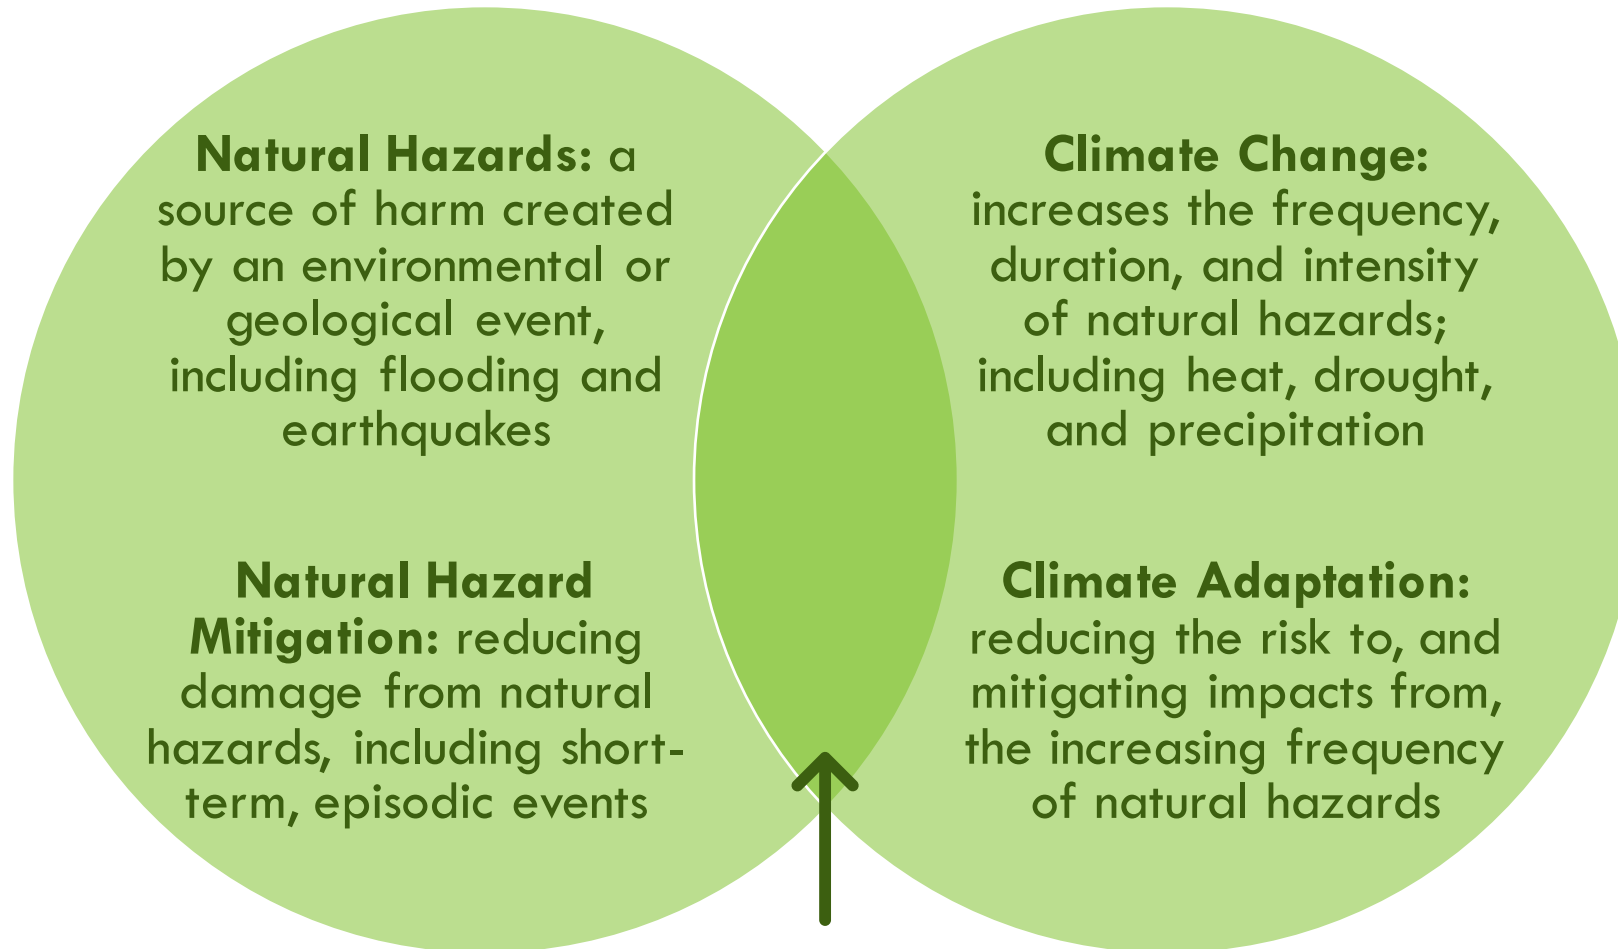 Natural Hazards: a
source of harm created
by an environmental or
geological event,
including flooding and
earthquakes
Natural Hazard
Mitigation: reducing
damage from natural
hazards, including short-
term, episodic events
Climate Change:
increases the frequency,
duration, and intensity
of natural hazards;
including heat, drought,
and precipitation
Climate Adaptation:
reducing the risk to, and
mitigating impacts from,
the increasing frequency
of natural hazards